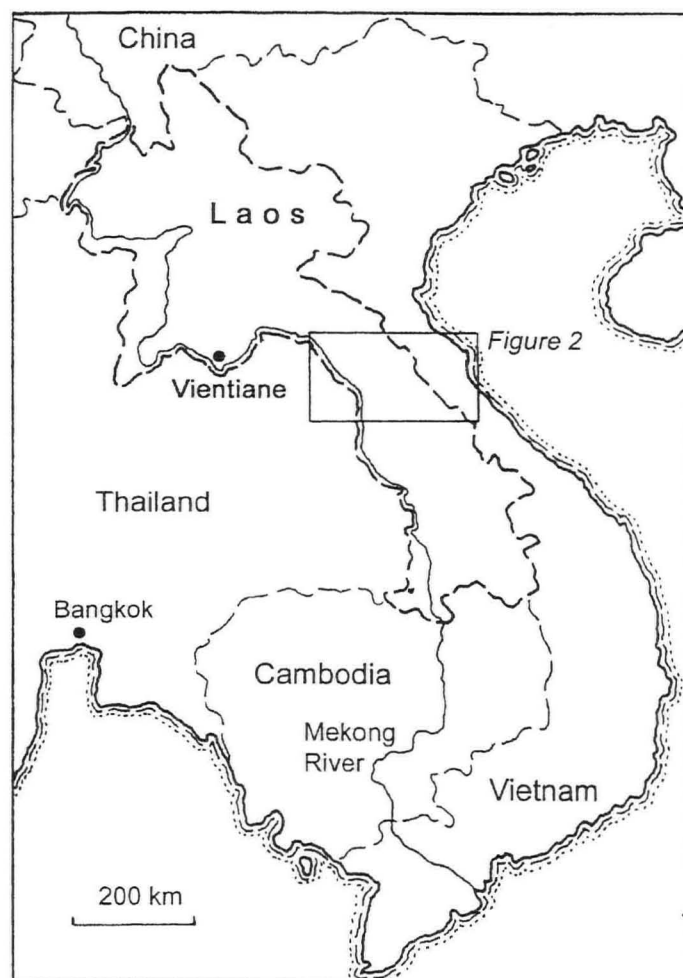 China
Laos
Figure 2
Vientiane
Thailand
Bangkok
Cambodia
Mekong
River
Vietnam
200 km